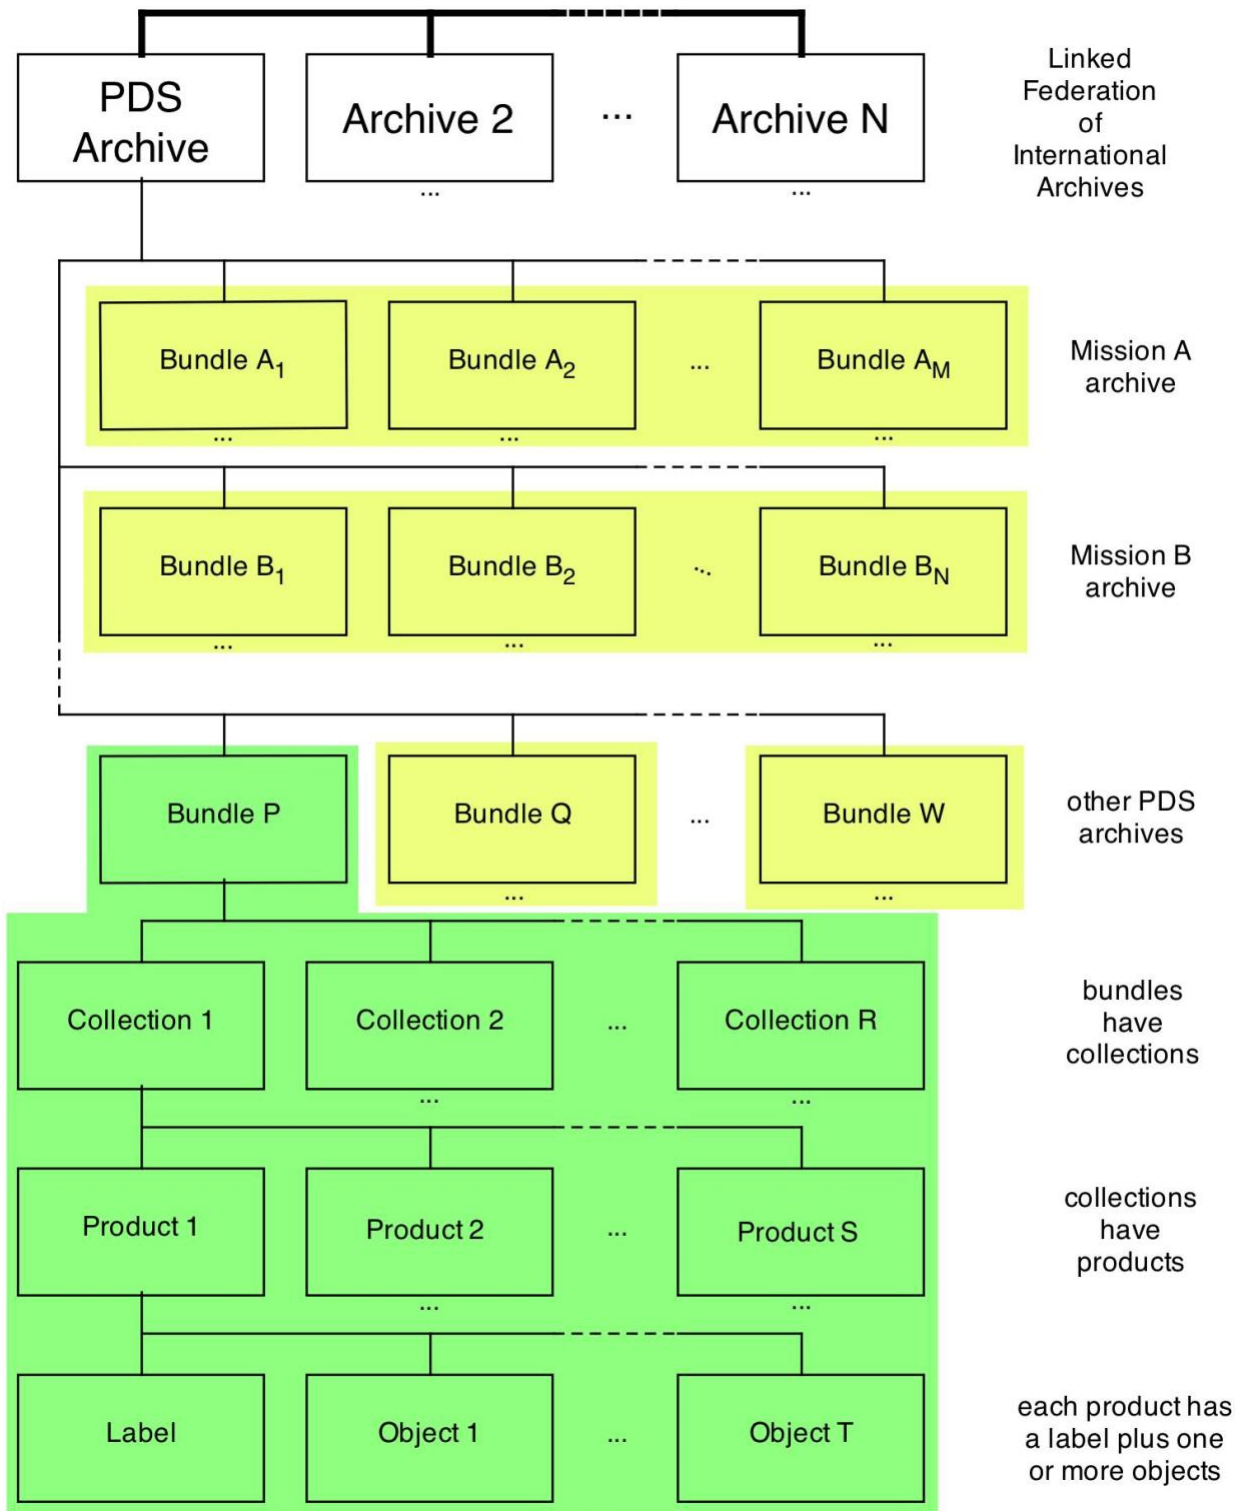 PDS
Archive
Archive 2
...
Archive N
Linked
Federation
of
International
Archives
...
...
Bundle A1
Bundle A2
...
Bundle AM
Mission A
archive
...
...
...
Bundle B1
Bundle B2
...
Bundle BN
Mission B
archive
...
...
...
Bundle P
Bundle Q
...
Bundle W
other PDS
archives
...
...
Collection 1
Collection 2
...
Collection R
bundles
have
collections
...
...
Product 1
Product 2
...
Product S
collections
have
products
...
...
Label
Object 1
...
Object T
each product has
a label plus one
or more objects